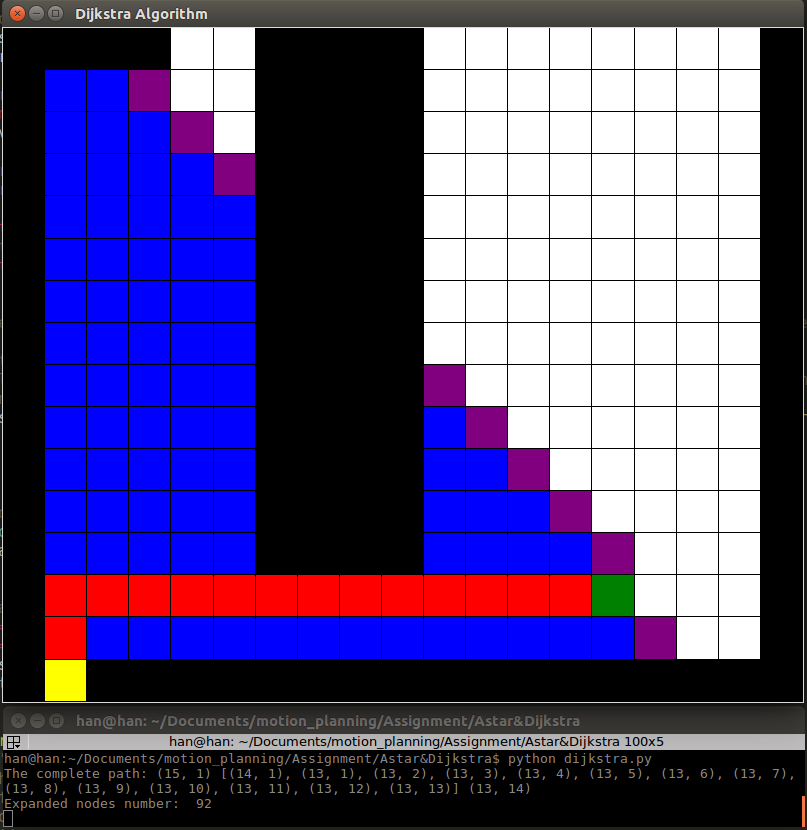 Dijkstra Algorithm
han@han: ~/Documents/motion_planning/Assignment/Astar&Dijkstra
han@han: ~/Documents/motion_planning/Assignment/Astar&Dijkstra 100x5
han@han:~/Documents/motion_planning/Assignment/Astar&Dijkstra$ python dijkstra.py
The complete path: (15, 1) [(14, 1), (13, 1), (13, 2), (13, 3), (13, 4), (13, 5), (13, 6), (13, 7),
(13, 8), (13, 9), (13, 10), (13, 11), (13, 12), (13, 13)] (13, 14)
Expanded nodes number:  92